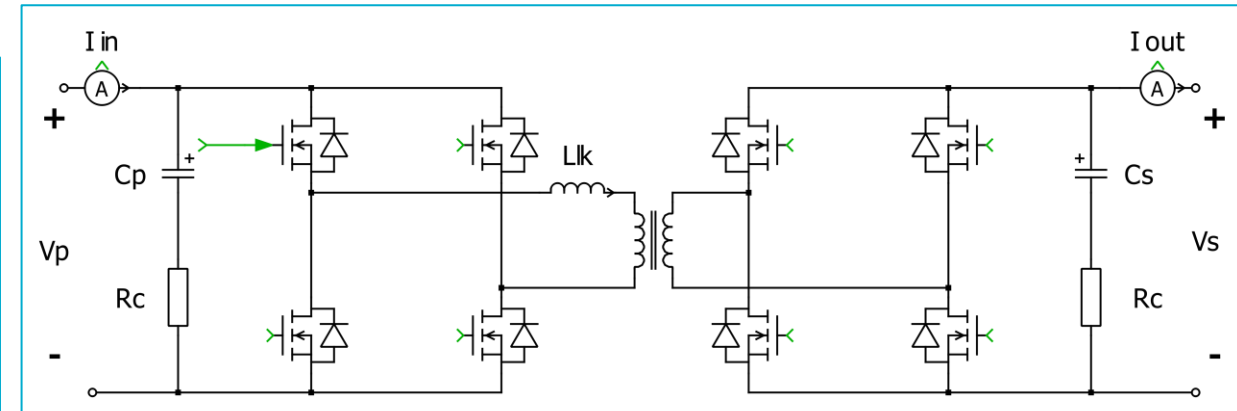 I in
I out
A
A
+
+
+
+
Cp
Llk
Cs
Vp
Vs
Rc
Rc
-
-